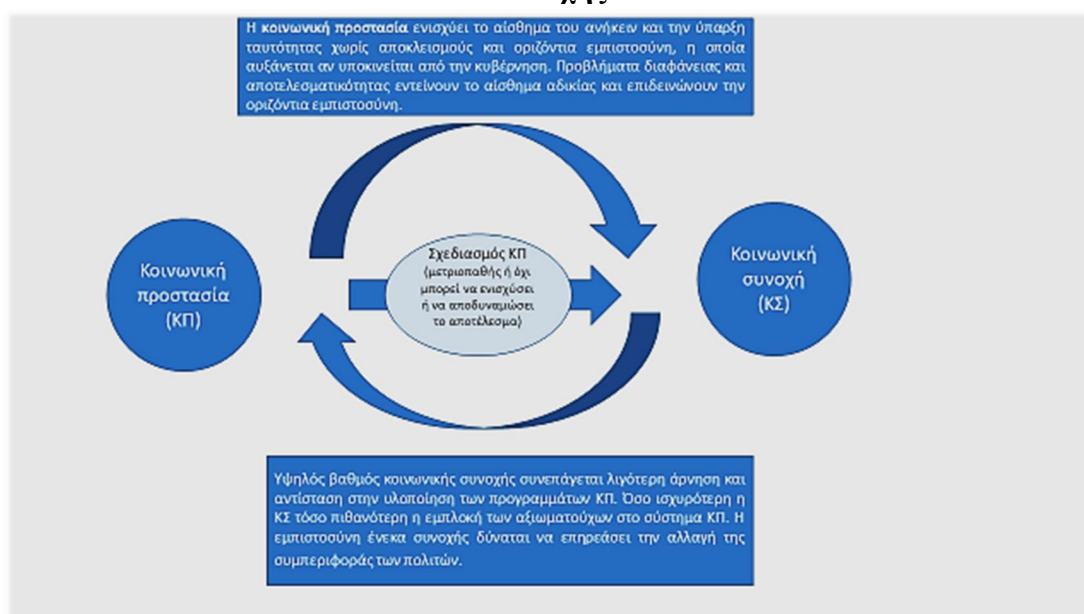 Η κοινωνική προστασία ενισχύει το αίσθημα του ανήκειν και την ύπαρξη
ταυτότητας χωρίς αποκλεισμούς και οριζόντια εμπιστοσύνη, η οποία
αυξάνεται αν υποκινείται από την κυβέρνηση. Προβλήματα διαφάνειας και
αποτελεσματικότητας εντείνουν το αίσθημα αδικίας και επιδεινώνουν την
οριζόντια εμπιστοσύνη.
Κοινωνική
προστασία
(ΚΠ)
Σχεδιασμός ΚΠ
(μετριοπαθής ή όχι
μπορεί να ενισχύσει
ή να αποδυναμώσει
το αποτέλεσμα)
Κοινωνική
συνοχή
(ΚΣ)
Υψηλός βαθμός κοινωνικής συνοχής συνεπάγεται λιγότερη άρνηση και
αντίσταση στην υλοποίηση των προγραμμάτων ΚΠ. Όσο ισχυρότερη η
ΚΣ τόσο πιθανότερη η εμπλοκή των αξιωματούχων στο σύστημα ΚΠ. Η
εμπιστοσύνη ένεκα συνοχής δύναται να επηρεάσει την αλλαγή της
συμπεριφοράς των πολιτών.